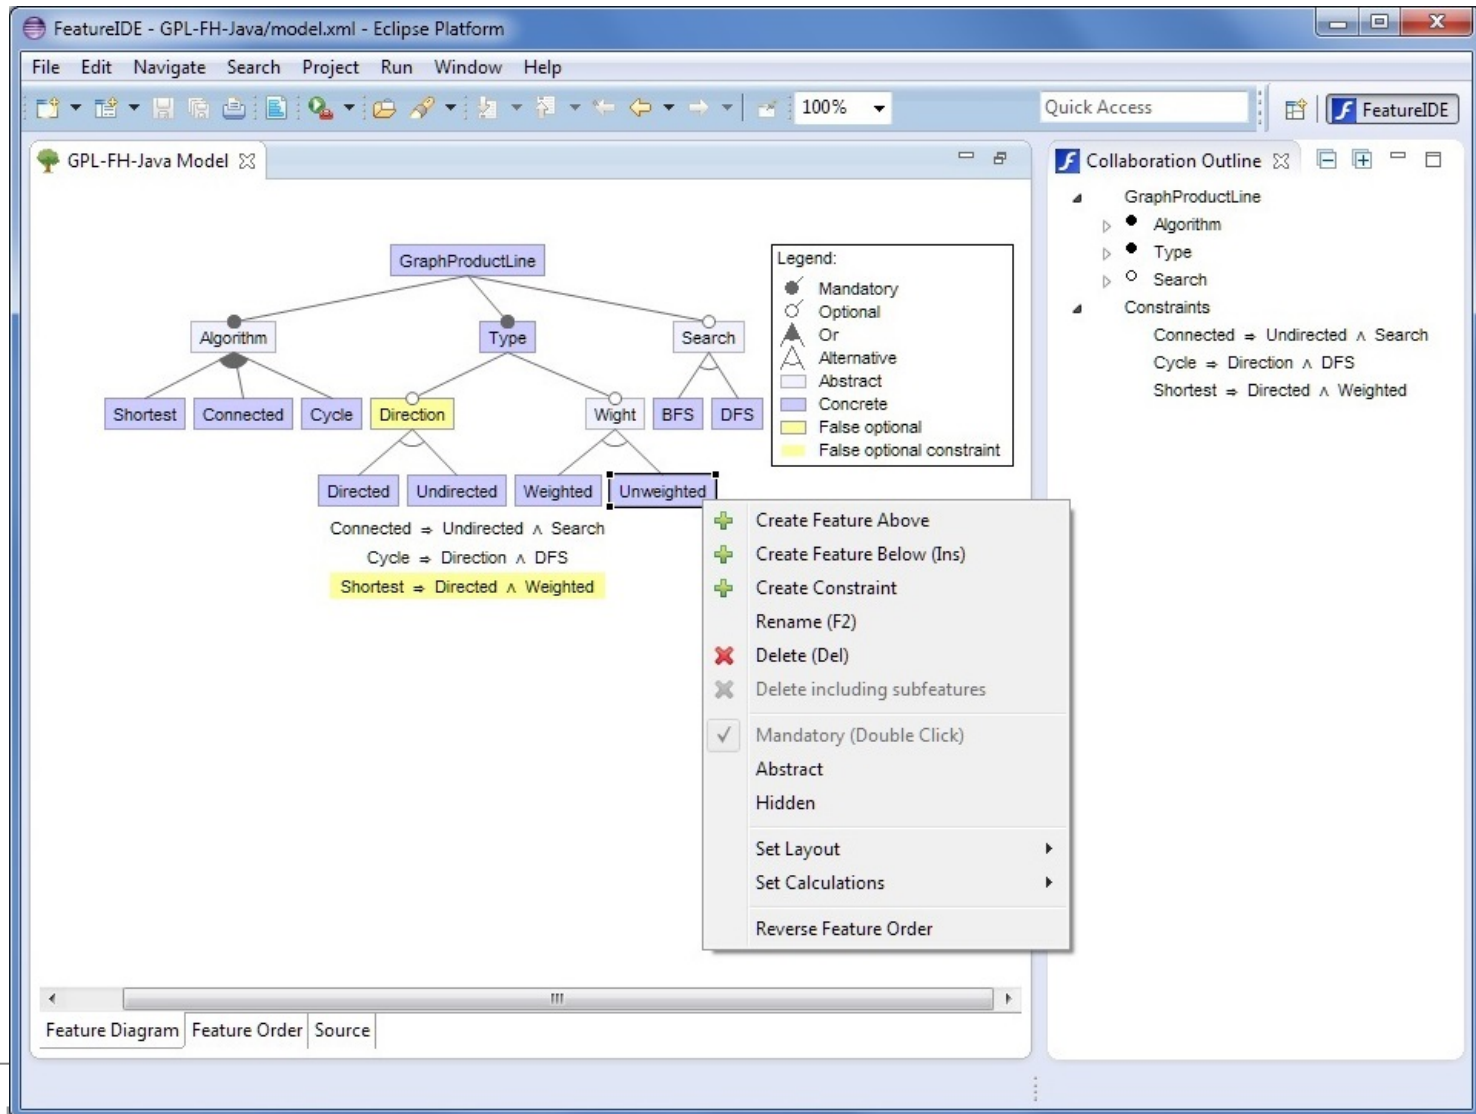 FeatureIDE - GPL-FH-Java/model.xml - Eclipse Platform
File Edit Navigate Search Project Run Window Help
100%
Quick Access
FeatureIDE
GPL-FH-Java Model
GraphProductLine
Algorithm Type Search
Shortest Connected Cycle Direction Wight BFS DFS
Directed Undirected Weighted Unweighted
Connected ⇒ Undirected ∧ Search
Cycle ⇒ Direction ∧ DFS
Shortest ⇒ Directed ∧ Weighted
Legend:
Mandatory
Optional
Or
Alternative
Abstract
Concrete
False optional
False optional constraint
Create Feature Above
Create Feature Below (Ins)
Create Constraint
Rename (F2)
Delete (Del)
Delete including subfeatures
Mandatory (Double Click)
Abstract
Hidden
Set Layout
Set Calculations
Reverse Feature Order
Feature Diagram Feature Order Source
Collaboration Outline
GraphProductLine
Algorithm
Type
Search
Constraints
Connected ⇒ Undirected ∧ Search
Cycle ⇒ Direction ∧ DFS
Shortest ⇒ Directed ∧ Weighted